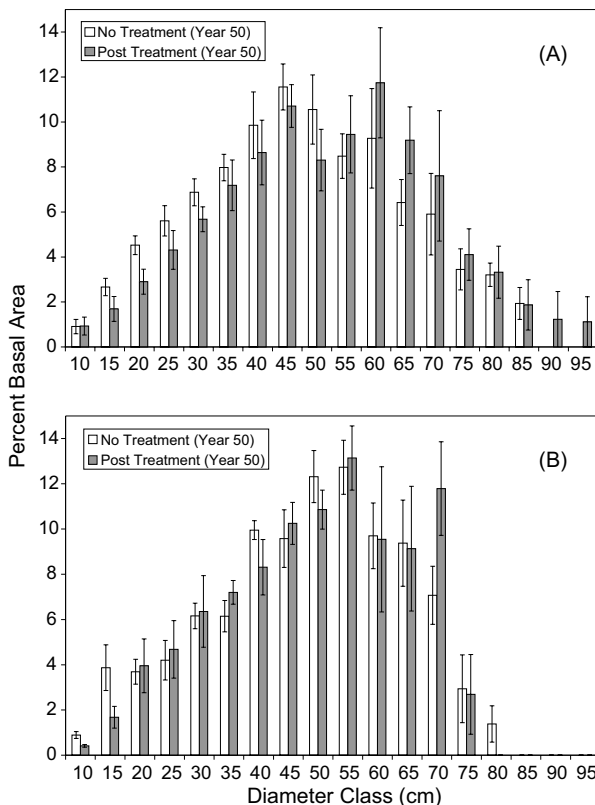 14
12
10
8
6
4
2
0
No Treatment (Year 50)
Post Treatment (Year 50)
(A)
10 15 20 25 30 35 40 45 50 55 60 65 70 75 80 85 90 95
Percent Basal Area
14
12
10
8
6
4
2
0
No Treatment (Year 50)
Post Treatment (Year 50)
(B)
10 15 20 25 30 35 40 45 50 55 60 65 70 75 80 85 90 95
Diameter Class (cm)